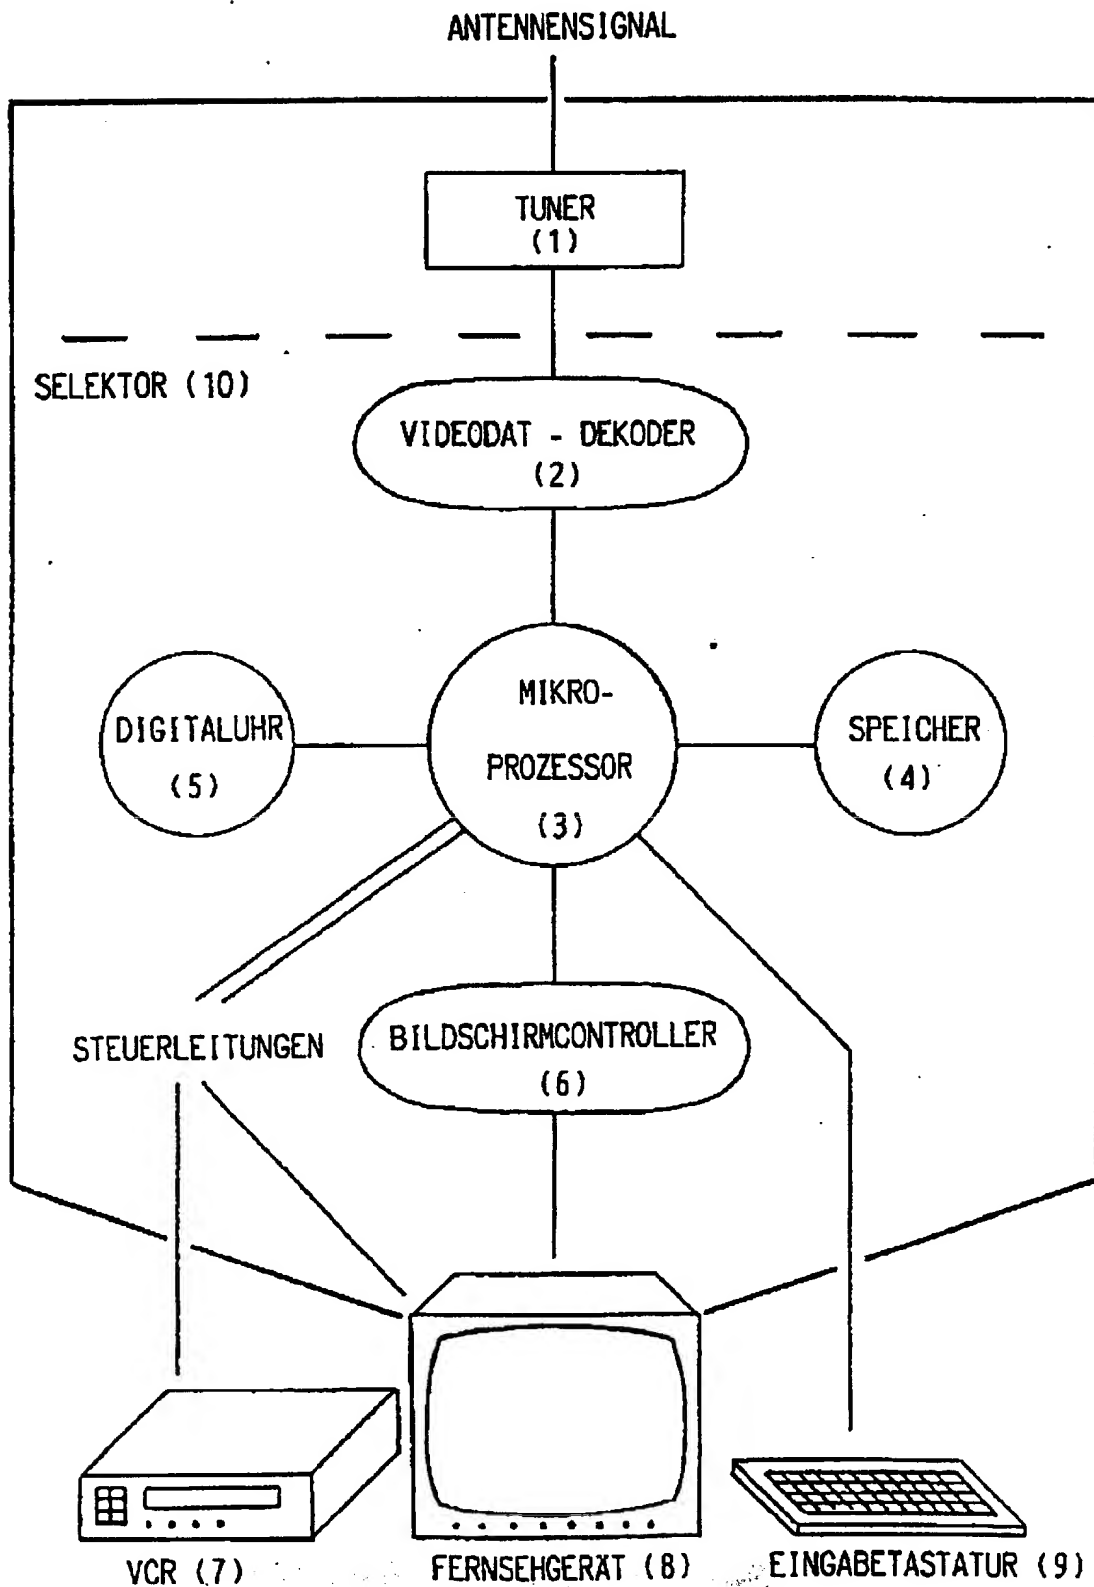 ANTENNENSIGNAL
TUNER
(1)
SELEKTOR (10)
VIDEODAT - DEKODER
(2)
MIKRO-
PROZESSOR
(3)
DIGITALUHR
(5)
SPEICHER
(4)
STEUERLEITUNGEN
BILDSCHIRMCONTROLLER
(6)
VCR (7)
FERNSEHGERÄT (8)
EINGABETASTATUR (9)